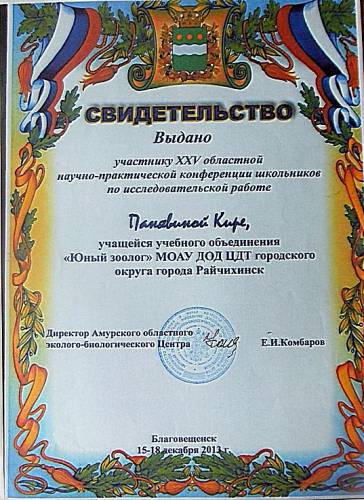 СВИДЕТЕЛЬСТВО
Выдано
участнику XXV областной
научно-практической конференции школьников
по исследовательской работе
Панявиной Кире,
учащейся учебного объединения
«Юный зоолог» МОАУ ДОД ЦДТ городского
округа города Райчихинск
Директор Амурского областного
эколого-биологического Центра Е.И.Комбаров
Благовещенск
15-18 декабря 2013 г.